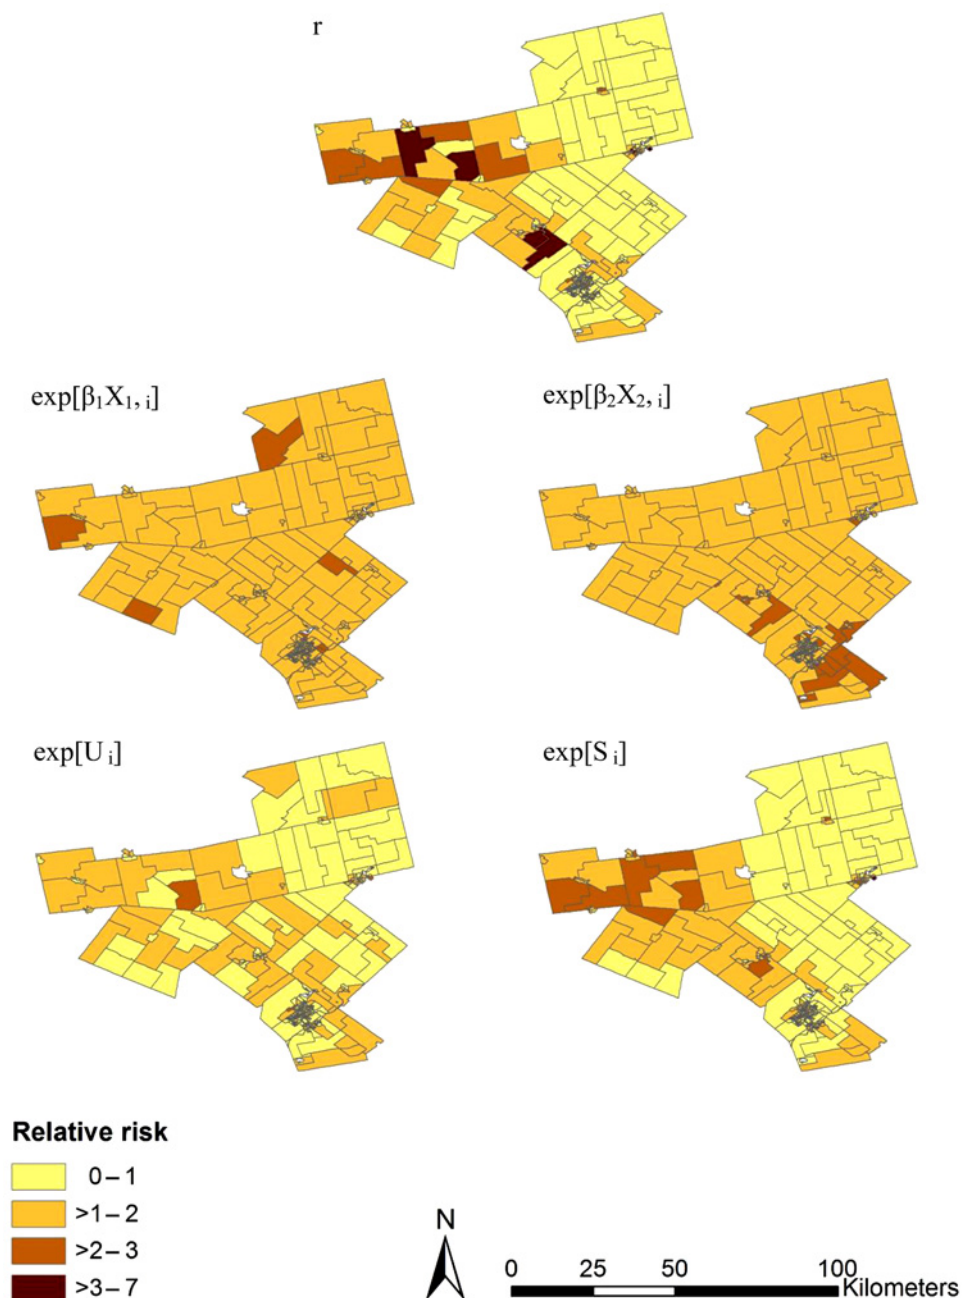 r
exp[β₁X₁, ᵢ]
exp[β₂X₂, ᵢ]
exp[U ᵢ]
exp[S ᵢ]
Relative risk
0–1
>1–2
>2–3
>3–7
N
0 25 50 100
Kilometers